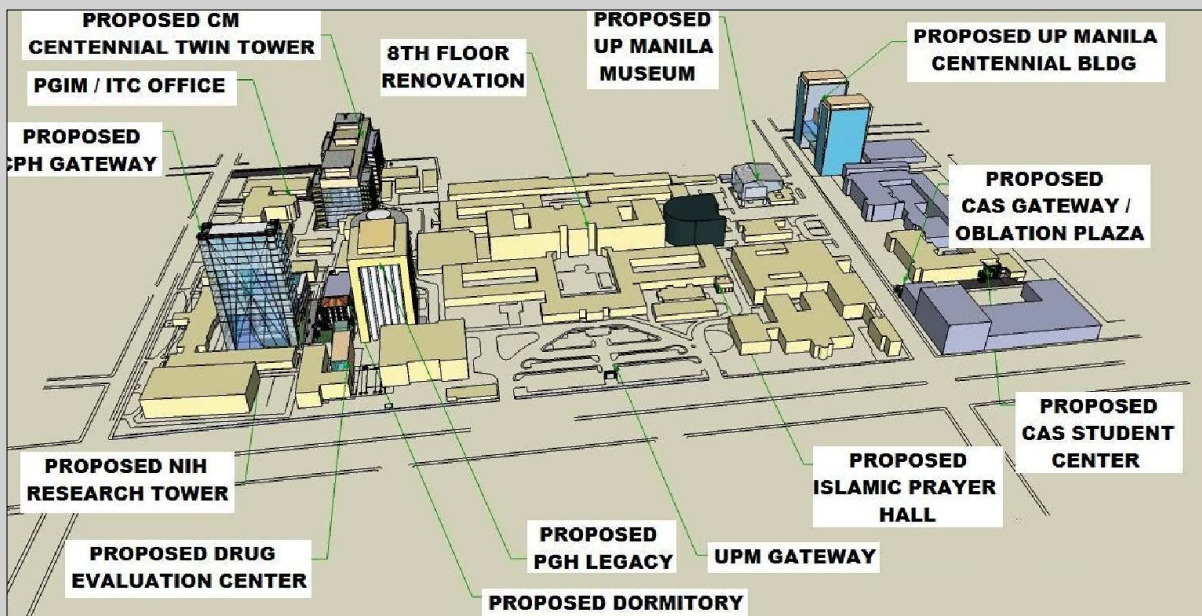 PROPOSED CM
CENTENNIAL TWIN TOWER
PGIM / ITC OFFICE
PROPOSED
CPH GATEWAY
8TH FLOOR
RENOVATION
PROPOSED
UP MANILA
MUSEUM
PROPOSED UP MANILA
CENTENNIAL BLDG
PROPOSED
CAS GATEWAY /
OBLATION PLAZA
PROPOSED
CAS STUDENT
CENTER
PROPOSED
ISLAMIC PRAYER
HALL
UPM GATEWAY
PROPOSED
PGH LEGACY
PROPOSED DORMITORY
PROPOSED DRUG
EVALUATION CENTER
PROPOSED NIH
RESEARCH TOWER